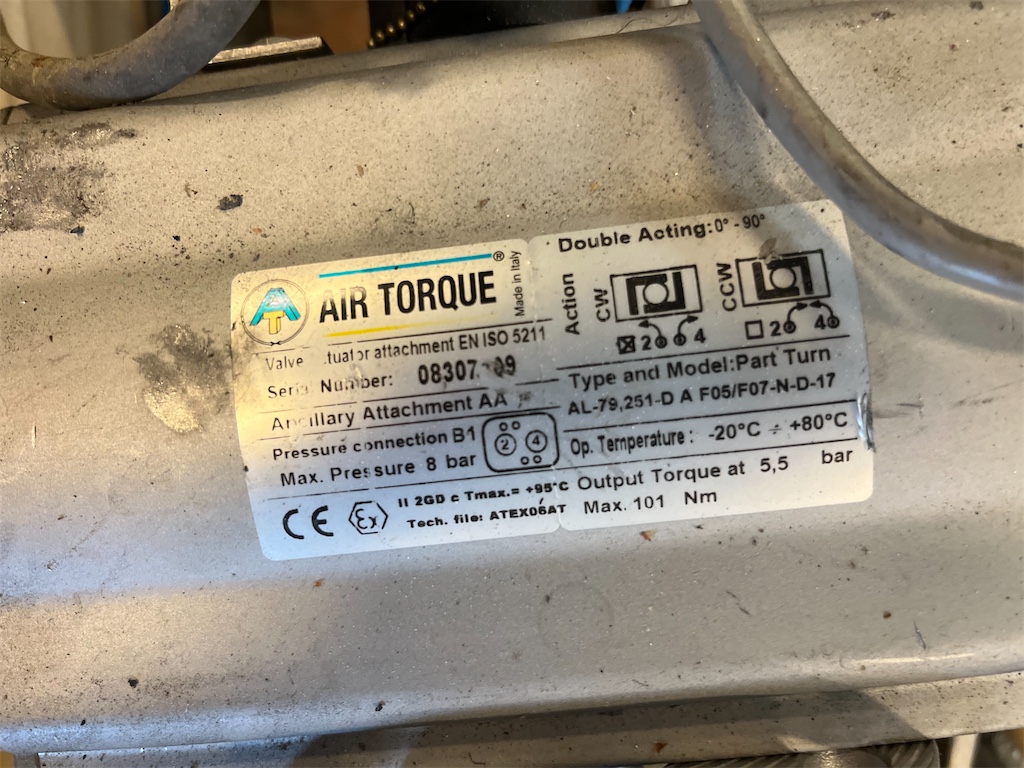 AT
AIR TORQUE ®
Made in Italy
Valve attachment EN ISO 5211
Number:
Ancillary Attachment AA
Pressure connection B1
2 4
Max. Pressure 8 bar
CE Ex II 2GD c Tmax.= +95°C
Tech. file: ATEX06AT
Double Acting:0° - 90°
Action
CW
CCW
2 4
2 4
Type and Model:Part Turn
AL-79,251-D A F05/F07-N-D-17
Op. Temperature: -20°C ÷ +80°C
Output Torque at 5,5 bar
Max. 101 Nm